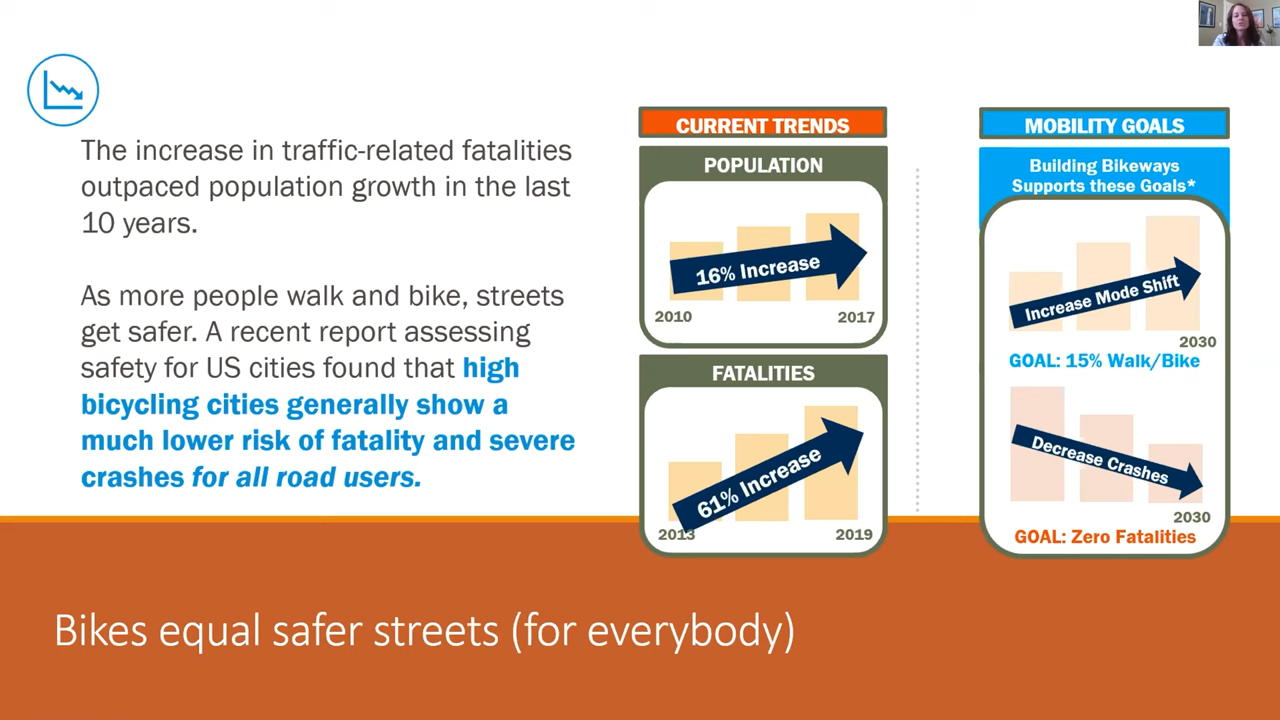 The increase in traffic-related fatalities
outpaced population growth in the last
10 years.
As more people walk and bike, streets
get safer. A recent report assessing
safety for US cities found that high
bicycling cities generally show a
much lower risk of fatality and severe
crashes for all road users.
CURRENT TRENDS
POPULATION
16% Increase
2010 2017
FATALITIES
61% Increase
2013 2019
MOBILITY GOALS
Building Bikeways
Supports these Goals*
Increase Mode Shift
2030
GOAL: 15% Walk/Bike
Decrease Crashes
2030
GOAL: Zero Fatalities
Bikes equal safer streets (for everybody)